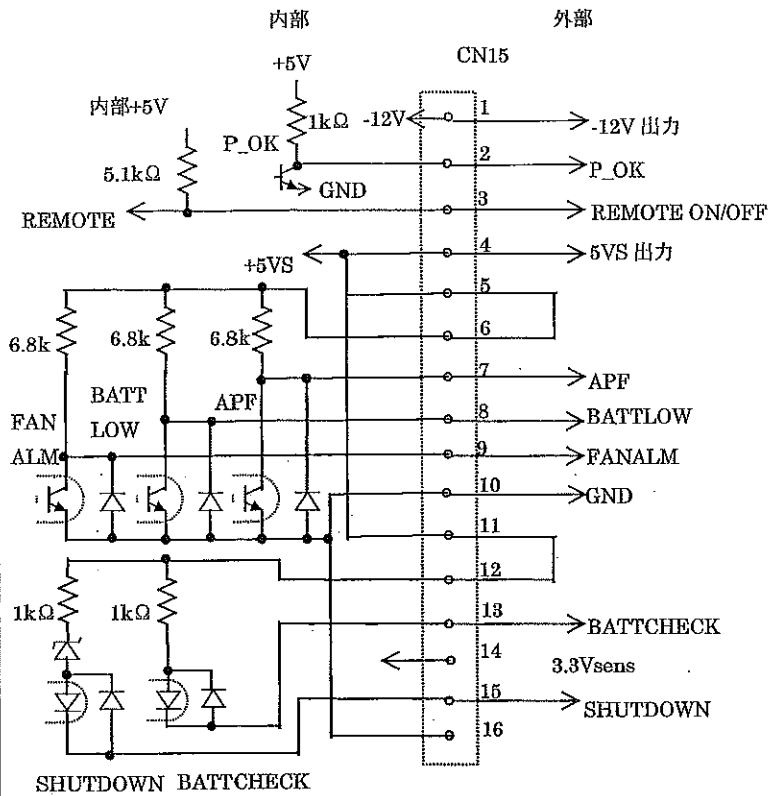 内部
外部
+5V
CN15
内部+5V
1kΩ
-12V
1
-12V 出力
P_OK
2
P_OK
5.1kΩ
GND
3
REMOTE
REMOTE ON/OFF
4
5VS 出力
+5VS
5
6
6.8k
6.8k
6.8k
7
APF
BATT
LOW
APF
8
BATTLOW
FAN
ALM
9
FANALM
10
GND
11
12
1kΩ
1kΩ
13
BATTCHECK
14
3.3Vsens
15
SHUTDOWN
16
SHUTDOWN BATTCHECK